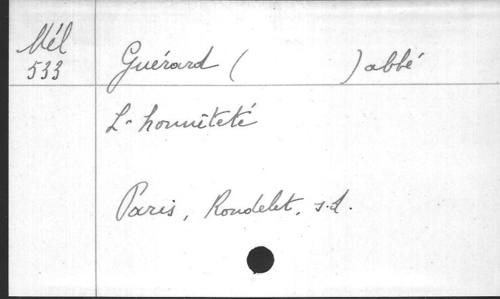 Mél
533
Guérard ( ) abbé
L'honnêteté
Paris, Rondelet, s.d.